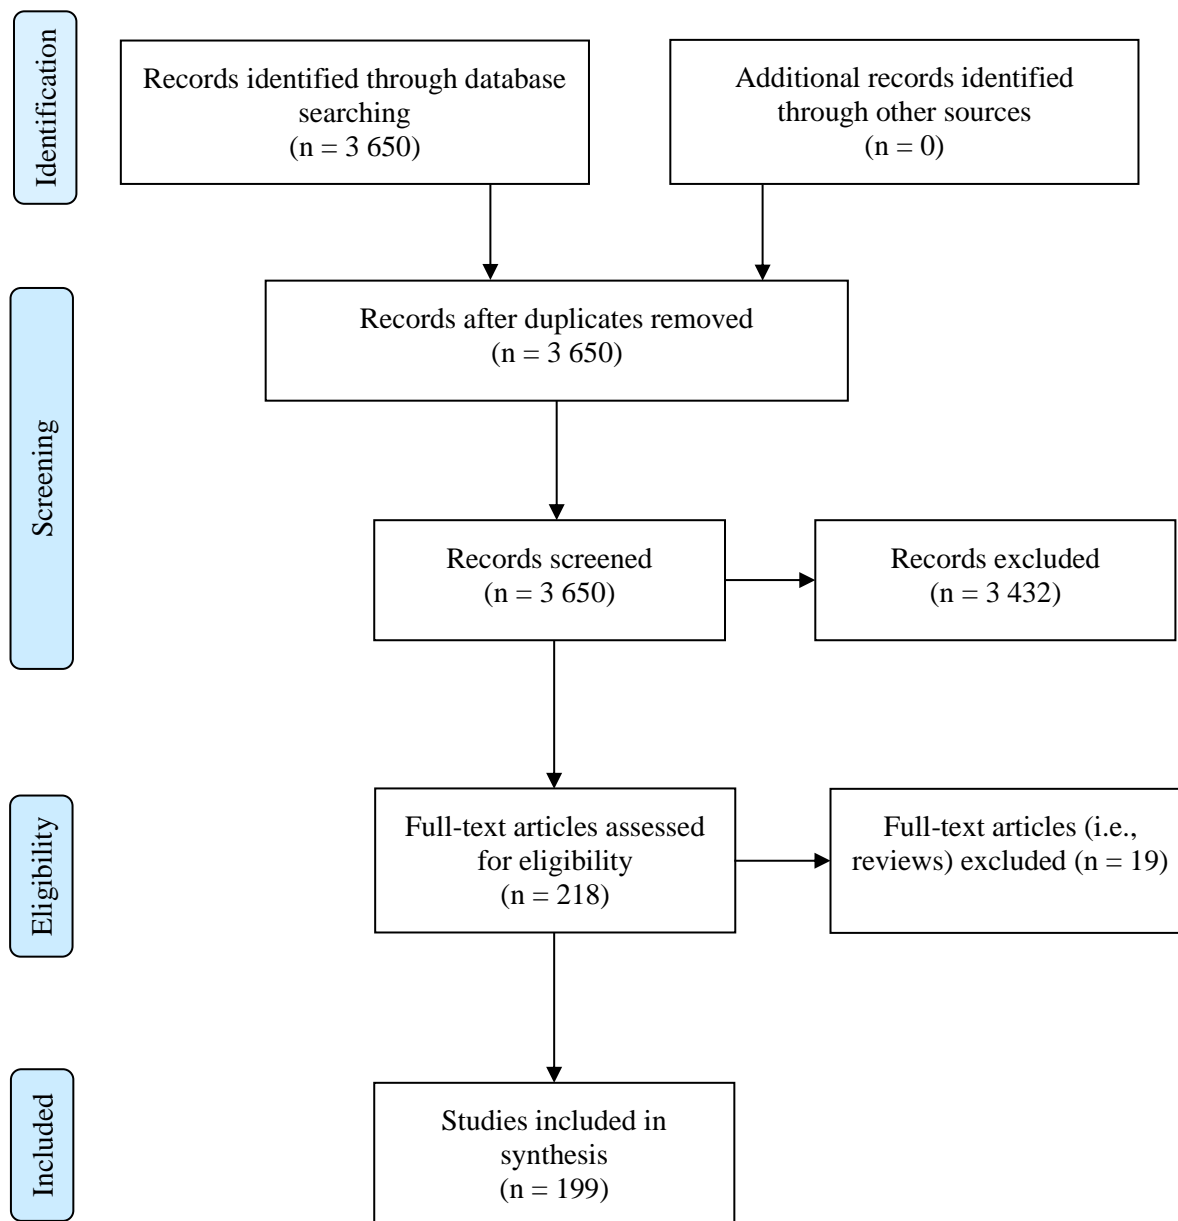 Identification
Records identified through database
searching
(n = 3 650)
Additional records identified
through other sources
(n = 0)
Screening
Records after duplicates removed
(n = 3 650)
Records screened
(n = 3 650)
Records excluded
(n = 3 432)
Eligibility
Full-text articles assessed
for eligibility
(n = 218)
Full-text articles (i.e.,
reviews) excluded (n = 19)
Included
Studies included in
synthesis
(n = 199)